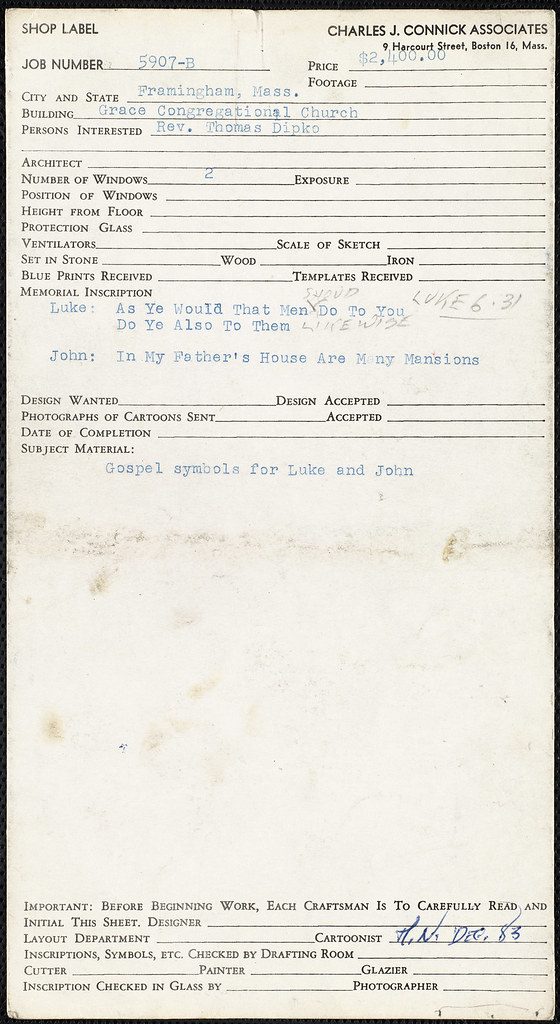 SHOP LABEL
CHARLES J. CONNICK ASSOCIATES
9 Harcourt Street, Boston 16, Mass.
JOB NUMBER 5907-B PRICE $2,400.00
FOOTAGE
CITY AND STATE Framingham, Mass.
BUILDING Grace Congregational Church
PERSONS INTERESTED Rev. Thomas Dipko
ARCHITECT
NUMBER OF WINDOWS 2 EXPOSURE
POSITION OF WINDOWS
HEIGHT FROM FLOOR
PROTECTION GLASS
VENTILATORS SCALE OF SKETCH
SET IN STONE WOOD IRON
BLUE PRINTS RECEIVED TEMPLATES RECEIVED
MEMORIAL INSCRIPTION
SHOUD LUKE 6.31
Luke: As Ye Would That Men Do To You
Do Ye Also To Them LIKEWISE
John: In My Father's House Are Many Mansions
DESIGN WANTED DESIGN ACCEPTED
PHOTOGRAPHS OF CARTOONS SENT ACCEPTED
DATE OF COMPLETION
SUBJECT MATERIAL:
Gospel symbols for Luke and John
IMPORTANT: BEFORE BEGINNING WORK, EACH CRAFTSMAN IS TO CAREFULLY READ AND
INITIAL THIS SHEET. DESIGNER
LAYOUT DEPARTMENT CARTOONIST H.N. DEC. 83
INSCRIPTIONS, SYMBOLS, ETC. CHECKED BY DRAFTING ROOM
CUTTER PAINTER GLAZIER
INSCRIPTION CHECKED IN GLASS BY PHOTOGRAPHER